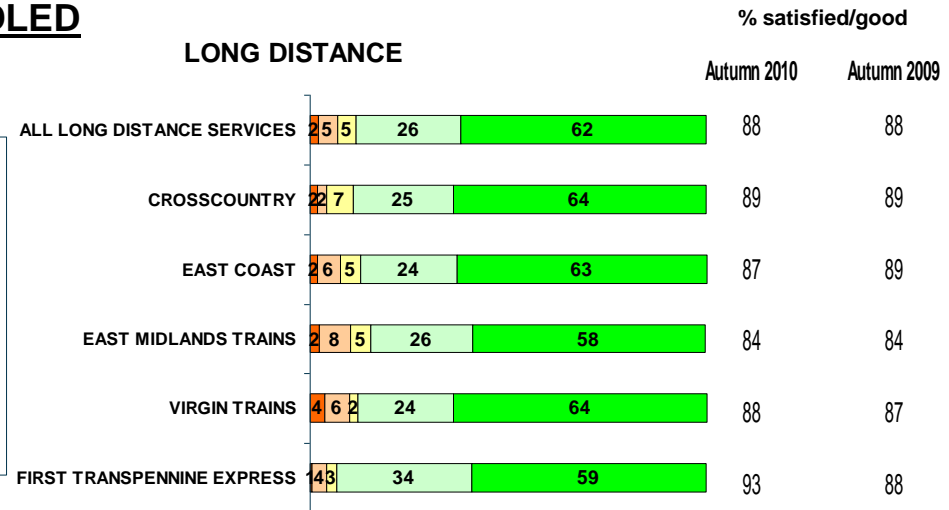 % satisfied/good
LONG DISTANCE
Autumn 2010 Autumn 2009
ALL LONG DISTANCE SERVICES 2 5 5 26 62 88 88
CROSSCOUNTRY 2 2 7 25 64 89 89
EAST COAST 2 6 5 24 63 87 89
EAST MIDLANDS TRAINS 2 8 5 26 58 84 84
VIRGIN TRAINS 4 6 2 24 64 88 87
FIRST TRANSPENNINE EXPRESS 1 4 3 34 59 93 88